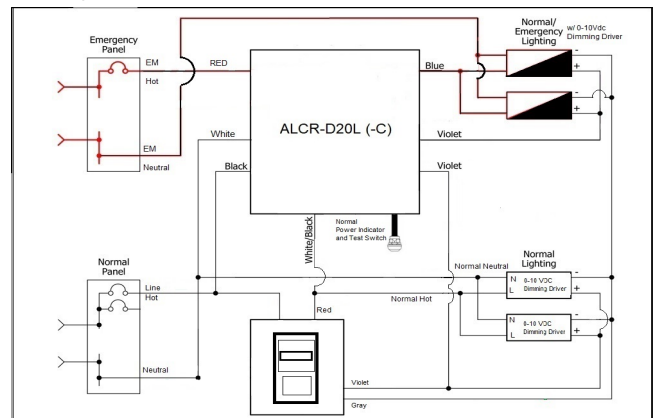 Emergency
Panel
EM
Hot
RED
EM
Neutral
White
Black
ALCR-D20L (-C)
Blue
Violet
Violet
Normal/
Emergency
Lighting
w/ 0-10Vdc
Dimming Driver
-
+
-
+
White/Black
Normal
Power Indicator
and Test Switch
Normal
Panel
Line
Hot
Neutral
Red
Normal Neutral
Normal Hot
Normal
Lighting
N
L
0-10 VDC
Dimming Driver
-
+
N
L
0-10 VDC
Dimming Driver
-
+
Violet
Gray